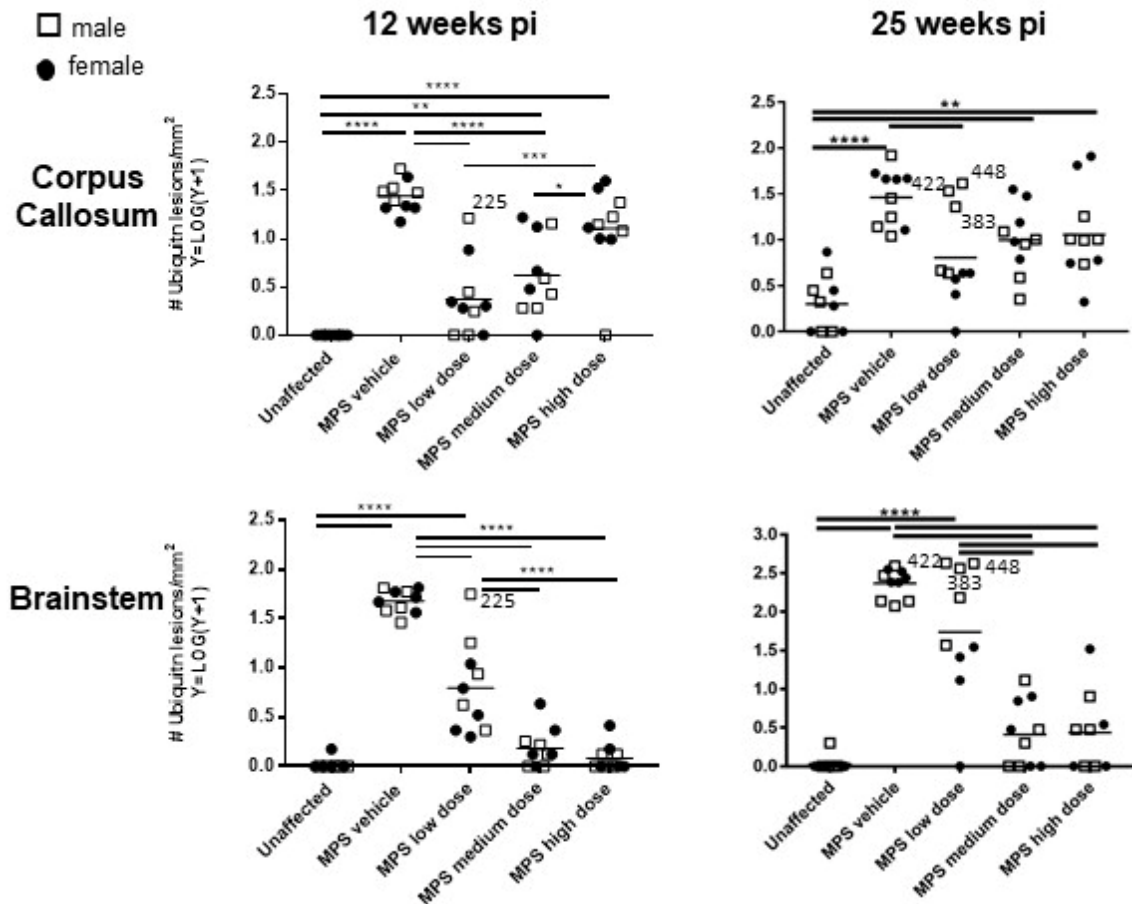 male
female
12 weeks pi
25 weeks pi
Corpus
Callosum
# Ubiquitn lesions/mm²
Y=LOG(Y+1)
2.5
2.0
1.5
1.0
0.5
0.0
****
**
****
****
***
*
225
Unaffected
MPS vehicle
MPS low dose
MPS medium dose
MPS high dose
2.5
2.0
1.5
1.0
0.5
0.0
**
****
422
448
383
Unaffected
MPS vehicle
MPS low dose
MPS medium dose
MPS high dose
Brainstem
# Ubiquitn lesions/mm²
Y=LOG(Y+1)
2.5
2.0
1.5
1.0
0.5
0.0
****
****
****
225
Unaffected
MPS vehicle
MPS low dose
MPS medium dose
MPS high dose
3.0
2.5
2.0
1.5
1.0
0.5
0.0
****
422
448
383
Unaffected
MPS vehicle
MPS low dose
MPS medium dose
MPS high dose